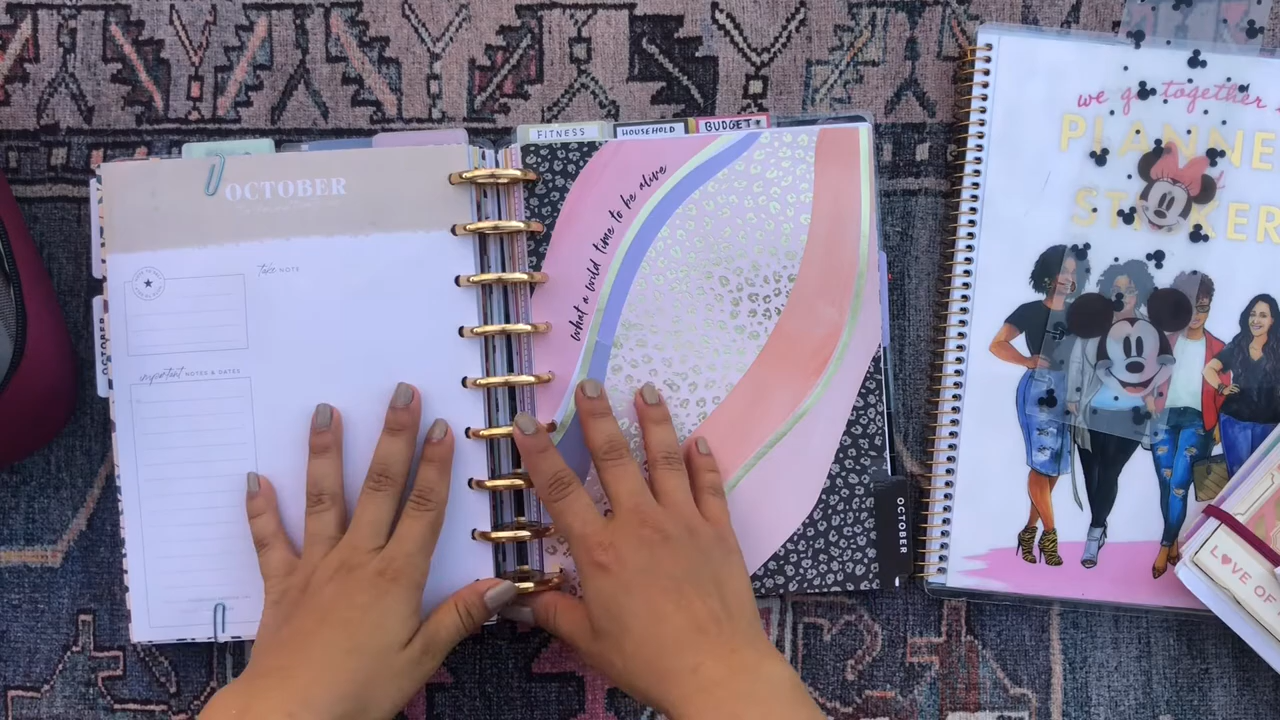 OCTOBER
take NOTE
important NOTES & DATES
OCTOBER
FITNESS
HOUSEHOLD
BUDGET
what a wild time to be alive
OCTOBER
we go together
PLANNE
STICKER
LOVE OF